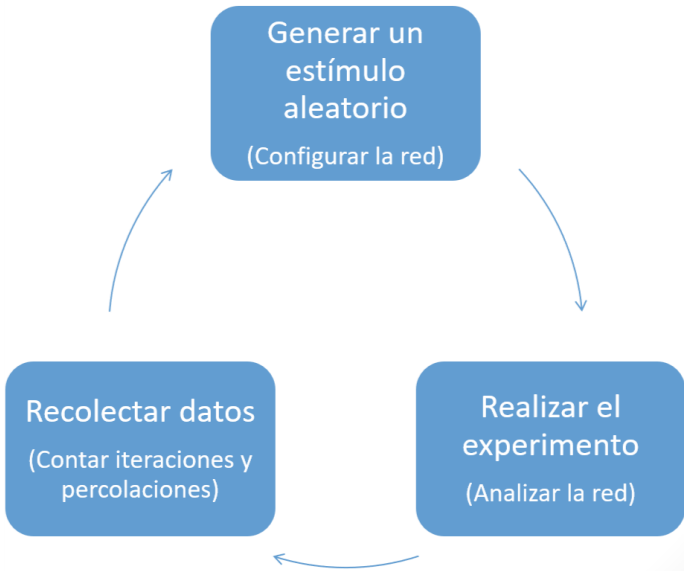 Generar un
estímulo
aleatorio
(Configurar la red)
Realizar el
experimento
(Analizar la red)
Recolectar datos
(Contar iteraciones y
percolaciones)